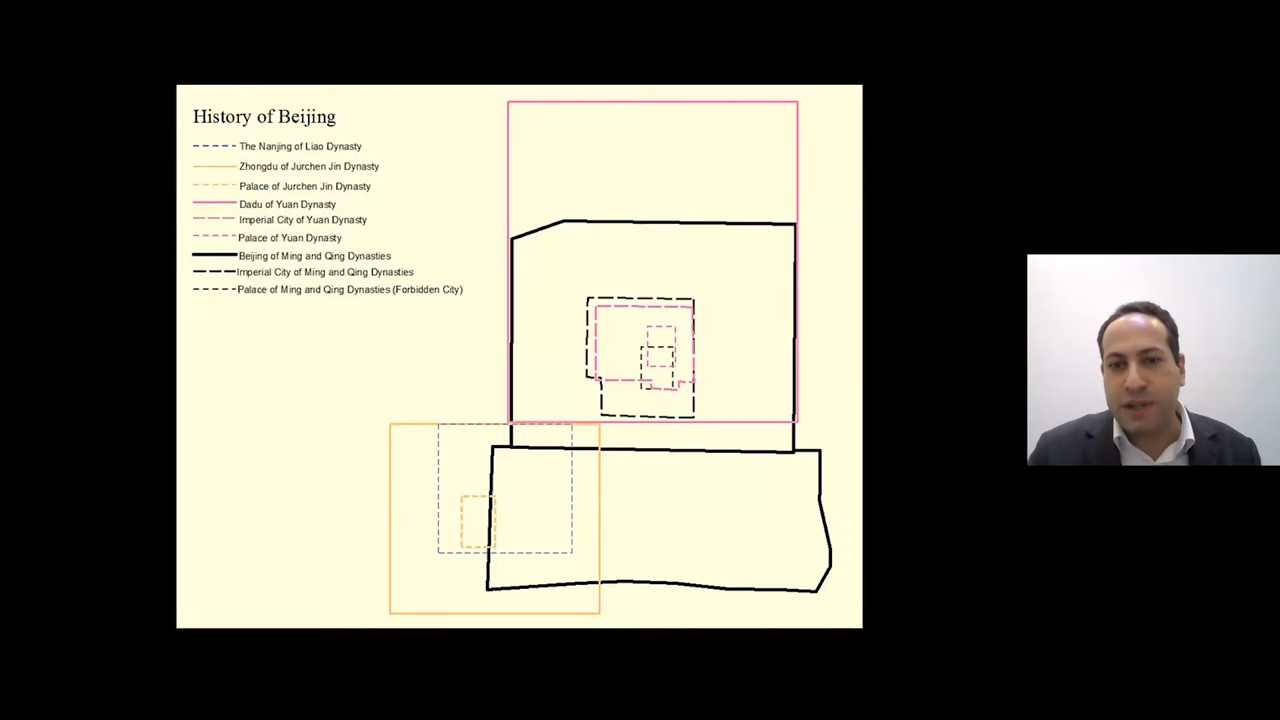 History of Beijing
The Nanjing of Liao Dynasty
Zhongdu of Jurchen Jin Dynasty
Palace of Jurchen Jin Dynasty
Dadu of Yuan Dynasty
Imperial City of Yuan Dynasty
Palace of Yuan Dynasty
Beijing of Ming and Qing Dynasties
Imperial City of Ming and Qing Dynasties
Palace of Ming and Qing Dynasties (Forbidden City)